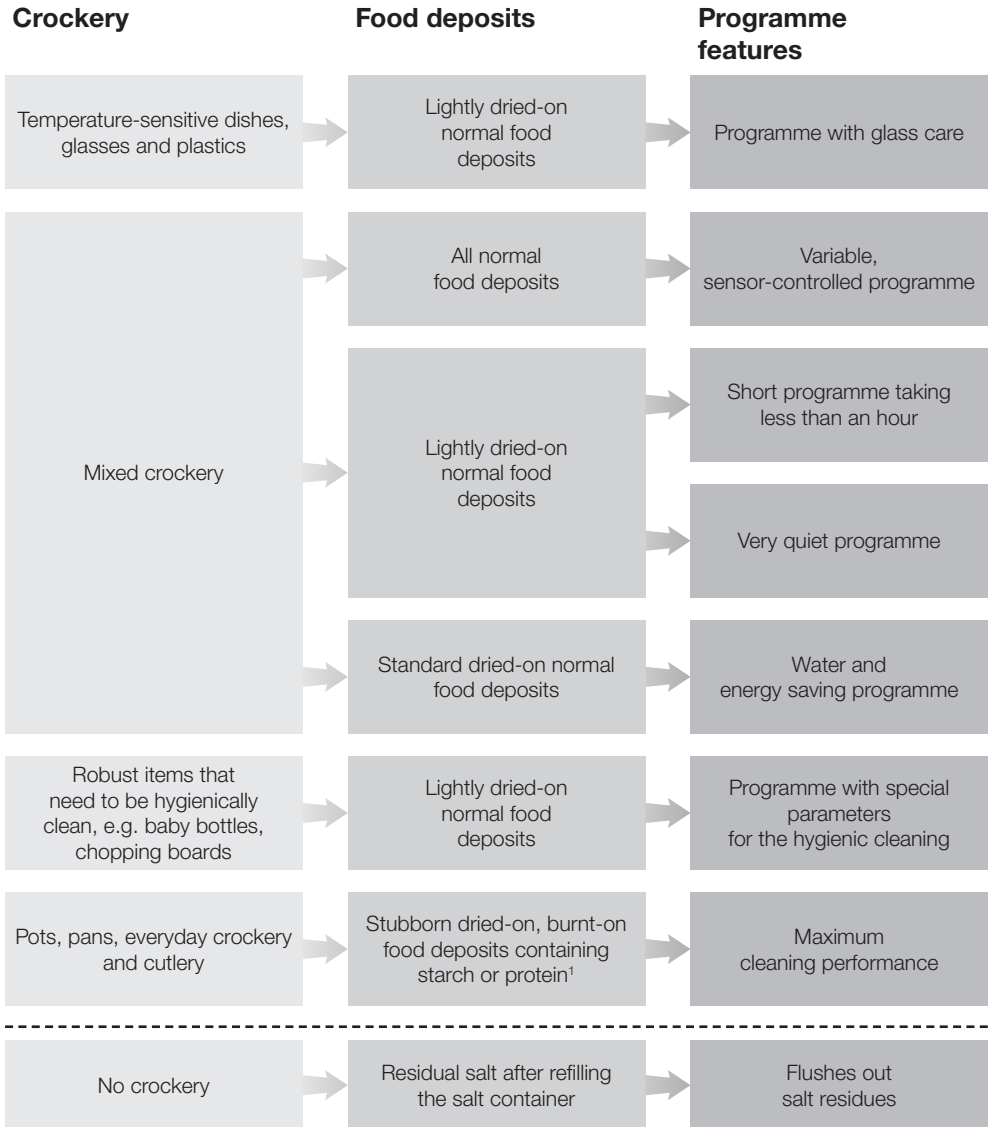 Crockery
Food deposits
Programme
features
Temperature-sensitive dishes,
glasses and plastics
Lightly dried-on
normal food
deposits
Programme with glass care
Mixed crockery
All normal
food deposits
Variable,
sensor-controlled programme
Lightly dried-on
normal food
deposits
Short programme taking
less than an hour
Very quiet programme
Standard dried-on normal
food deposits
Water and
energy saving programme
Robust items that
need to be hygienically
clean, e.g. baby bottles,
chopping boards
Lightly dried-on
normal food
deposits
Programme with special
parameters
for the hygienic cleaning
Pots, pans, everyday crockery
and cutlery
Stubborn dried-on, burnt-on
food deposits containing
starch or protein¹
Maximum
cleaning performance
No crockery
Residual salt after refilling
the salt container
Flushes out
salt residues